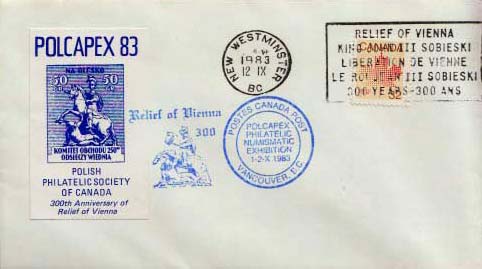 POLCAPEX 83
50 50
KOMITET OBCHODU 250
ODSIECZY WIEDNIA
POLISH
PHILATELIC SOCIETY
OF CANADA
300th Anniversary of
Relief of Vienna
NEW WESTMINSTER
1983
12 IX
BC
RELIEF OF VIENNA
KING JOHN III SOBIESKI
LIBERATION DE VIENNE
LE ROI JEAN III SOBIESKI
300 YEARS-300 ANS
CANADA
32
Relief of Vienna
300
POSTES CANADA POST
POLCAPEX
PHILATELIC
NUMISMATIC
EXHIBITION
1-2-X 1983
VANCOUVER, B.C.